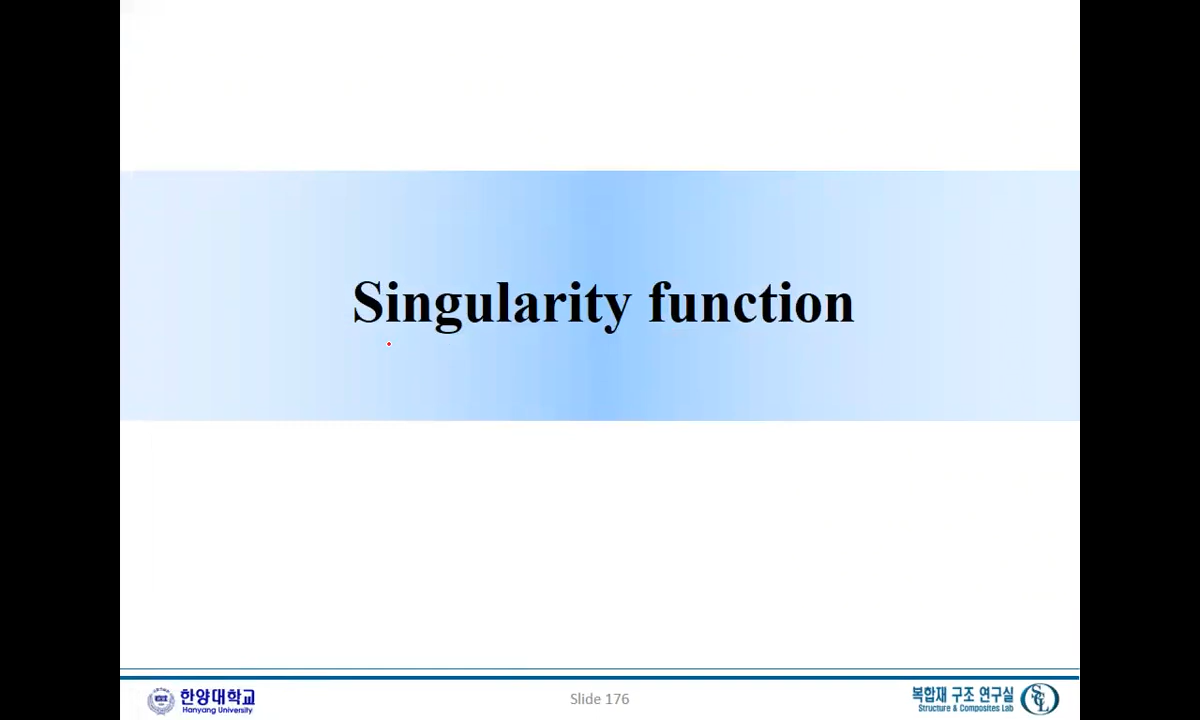 Singularity function
한양대학교
Hanyang University
Slide 176
복합재 구조 연구실
Structure & Composites Lab
SCL